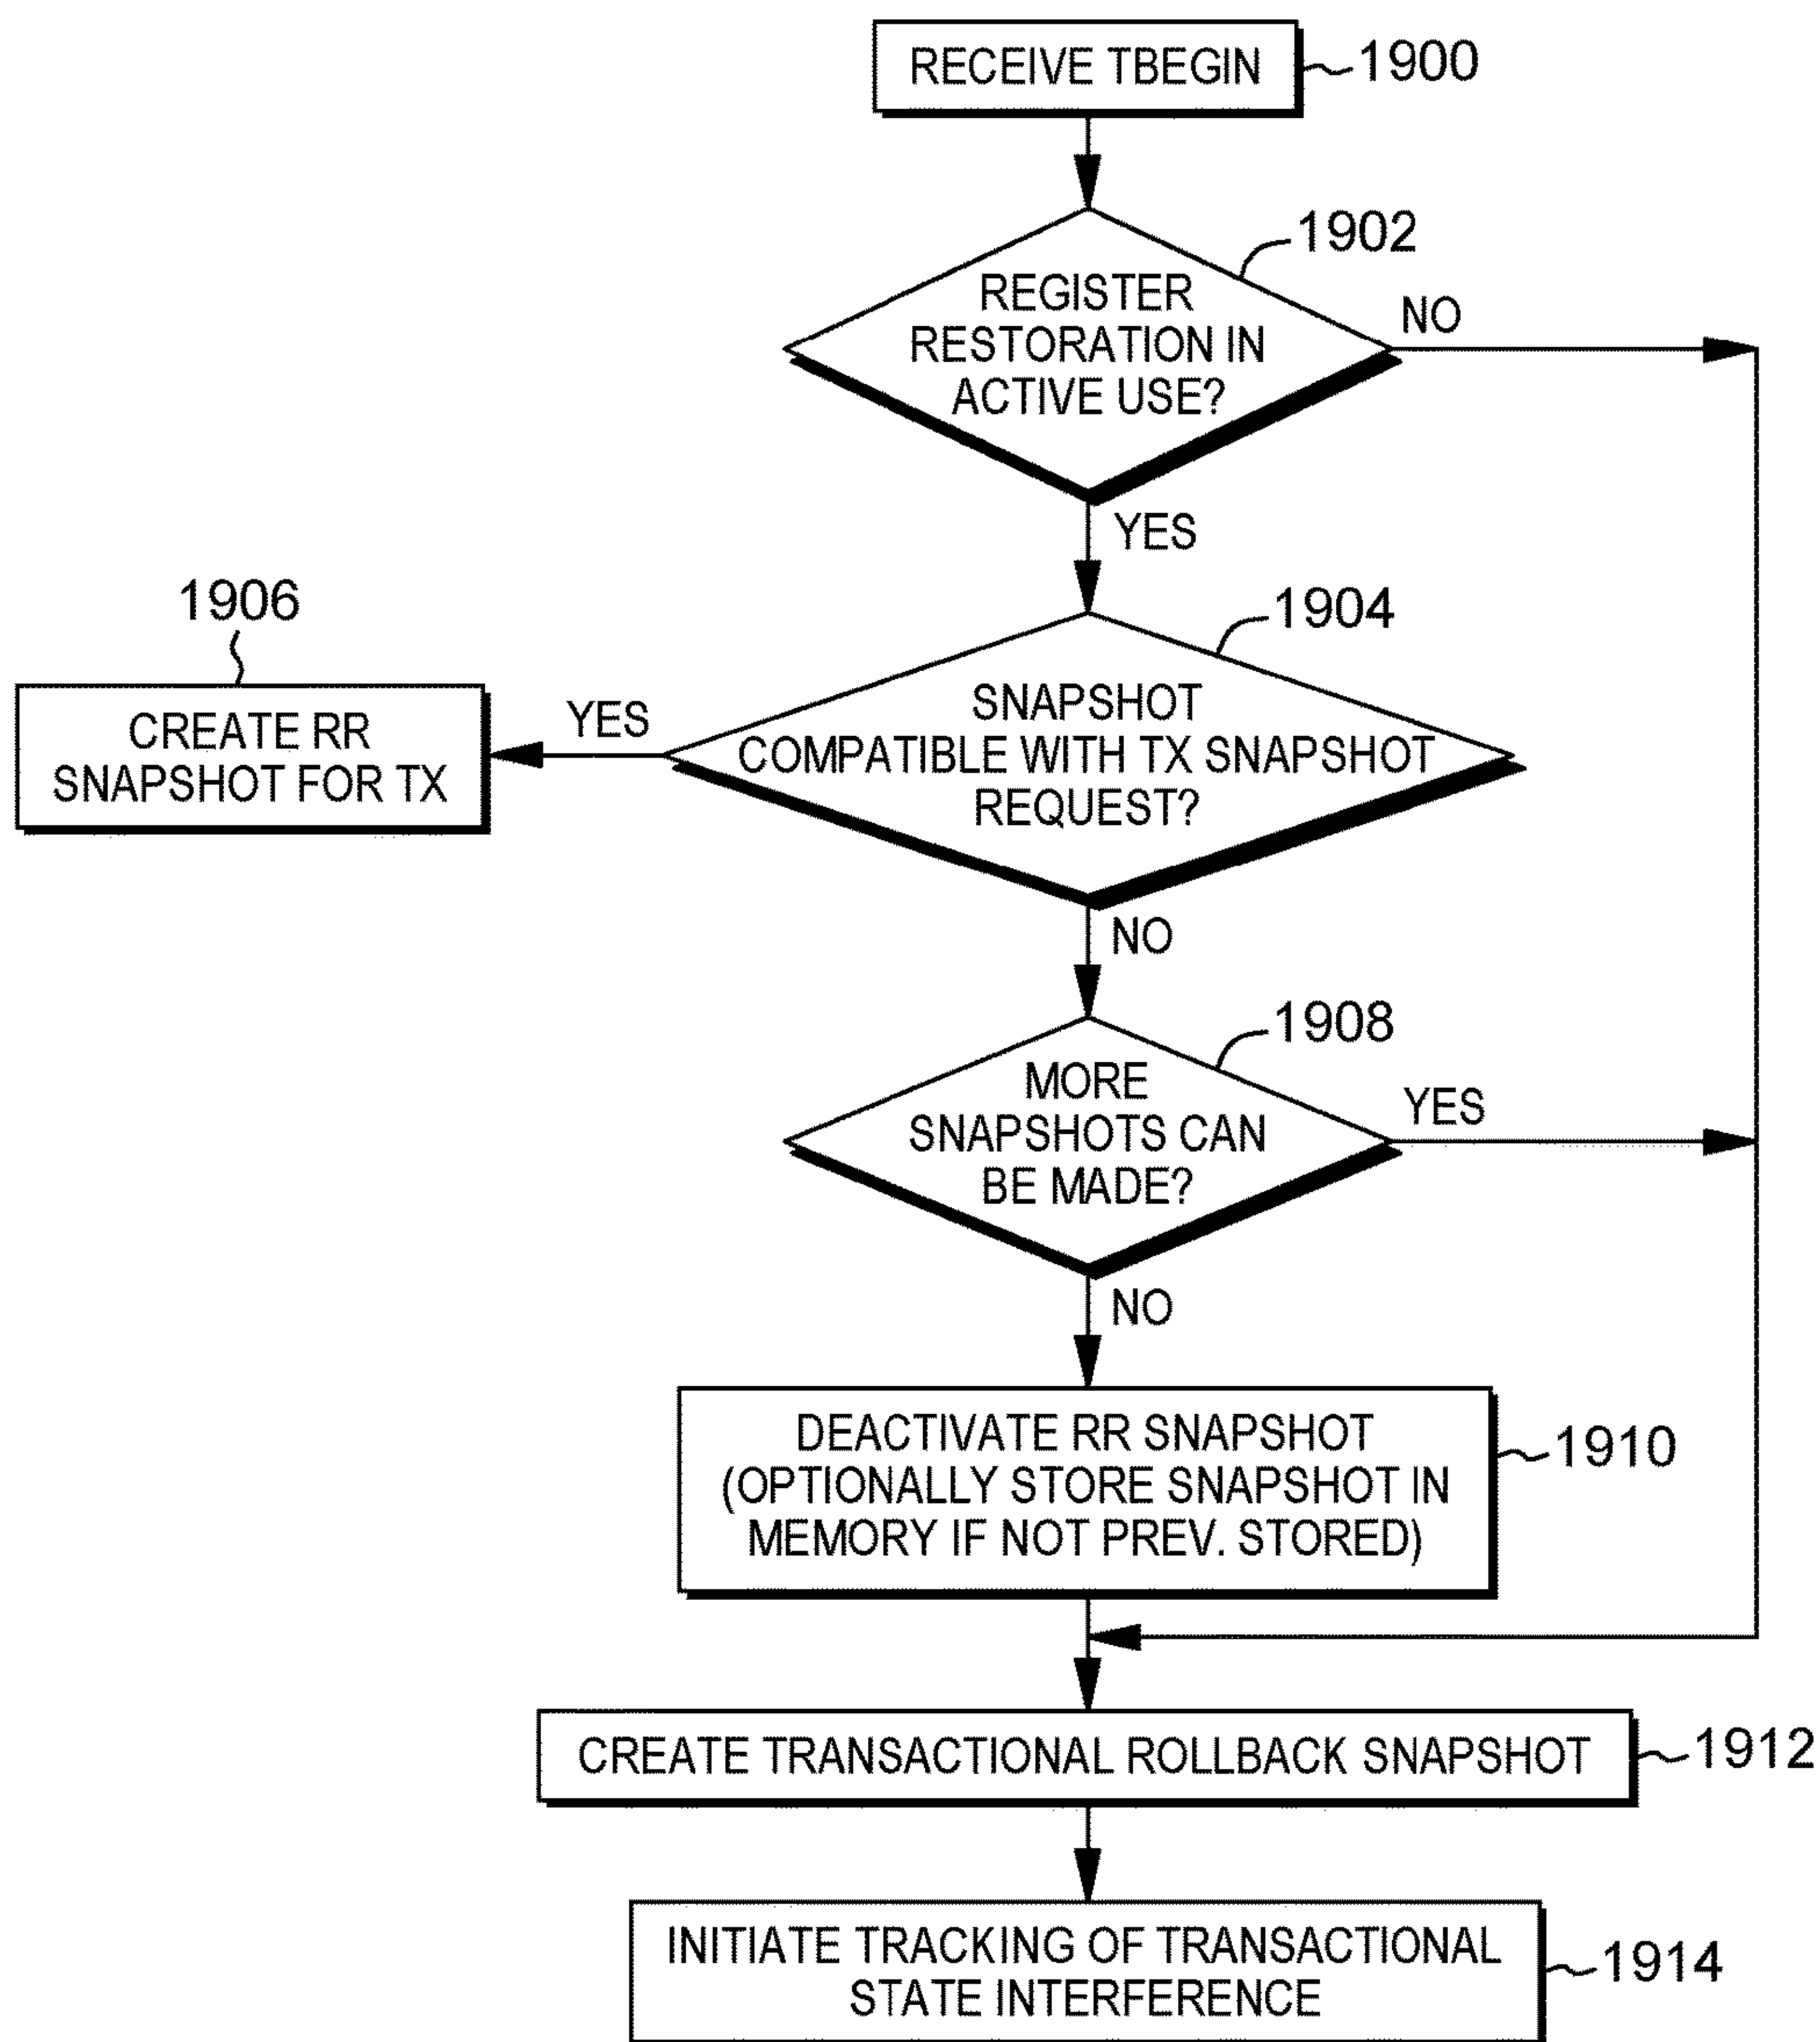 RECEIVE TBEGIN
1900
1902
REGISTER
RESTORATION IN
ACTIVE USE?
NO
YES
1904
1906
SNAPSHOT
COMPATIBLE WITH TX SNAPSHOT
REQUEST?
YES
CREATE RR
SNAPSHOT FOR TX
NO
1908
MORE
SNAPSHOTS CAN
BE MADE?
YES
NO
DEACTIVATE RR SNAPSHOT
(OPTIONALLY STORE SNAPSHOT IN
MEMORY IF NOT PREV. STORED)
1910
CREATE TRANSACTIONAL ROLLBACK SNAPSHOT
1912
INITIATE TRACKING OF TRANSACTIONAL
STATE INTERFERENCE
1914